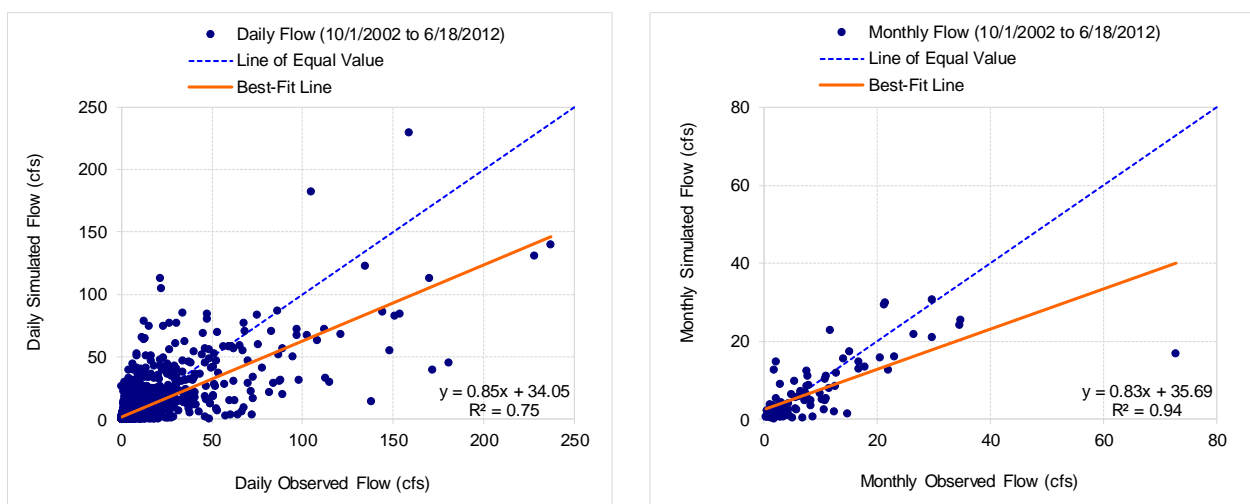 Daily Flow (10/1/2002 to 6/18/2012)
Line of Equal Value
Best-Fit Line
250
200
150
100
50
0
0 50 100 150 200 250
Daily Simulated Flow (cfs)
Daily Observed Flow (cfs)
y = 0.85x + 34.05
R² = 0.75
Monthly Flow (10/1/2002 to 6/18/2012)
Line of Equal Value
Best-Fit Line
80
60
40
20
0
0 20 40 60 80
Monthly Simulated Flow (cfs)
Monthly Observed Flow (cfs)
y = 0.83x + 35.69
R² = 0.94